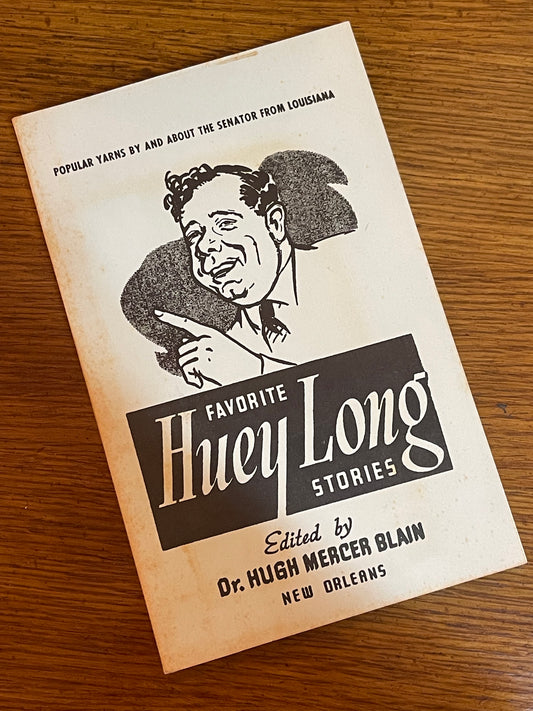 POPULAR YARNS BY AND ABOUT THE SENATOR FROM LOUISIANA
FAVORITE
Huey Long
STORIES
Edited by
Dr. HUGH MERCER BLAIN
NEW ORLEANS